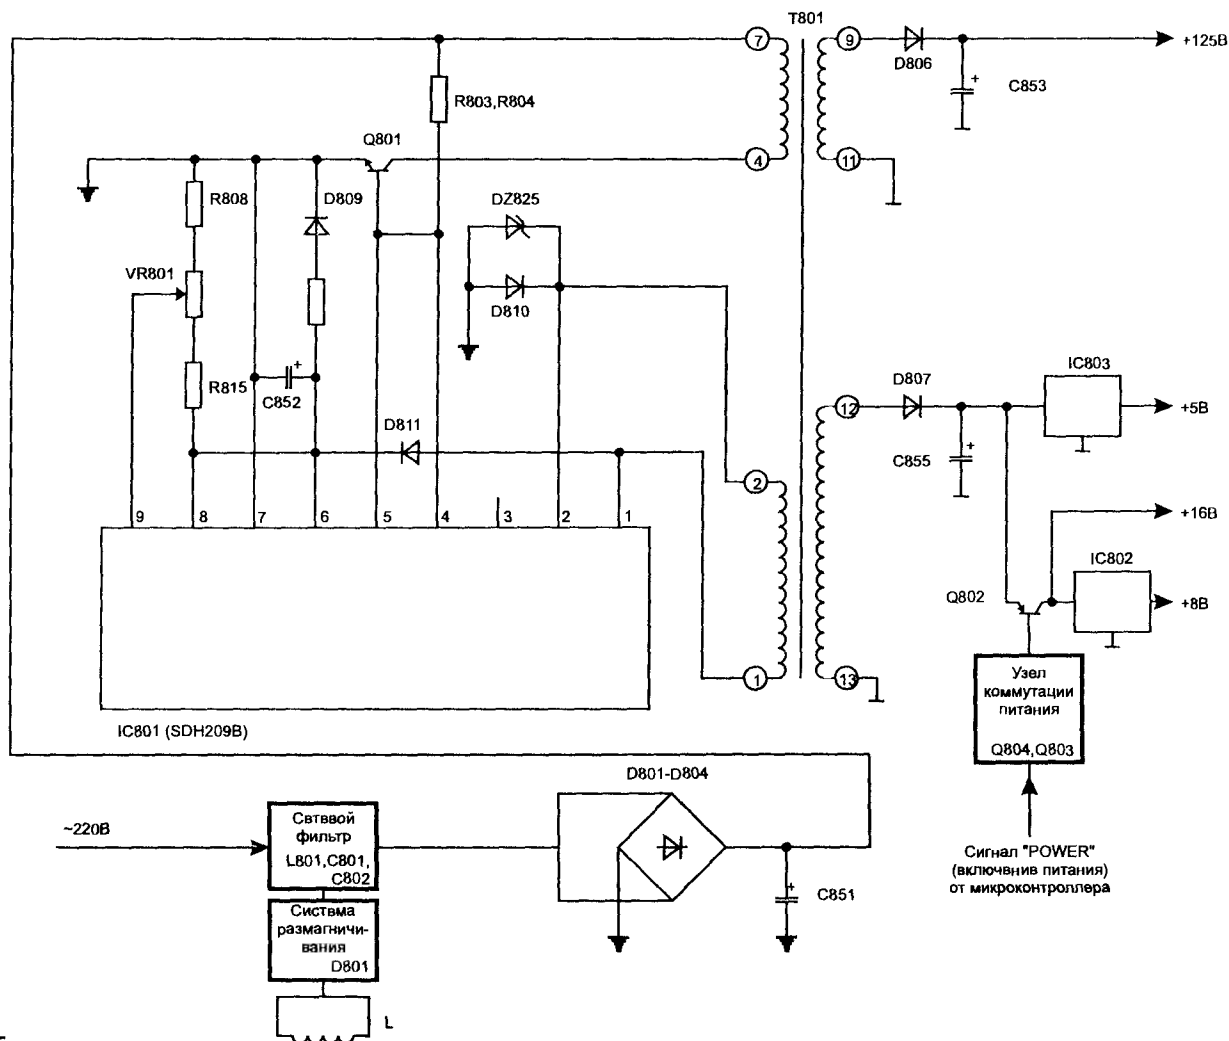 T801
7
9
D806
+125В
C853
R803,R804
Q801
4
11
R808
D809
DZ825
VR801
D810
R815
C852
D811
D807
IC803
12
+5В
C855
2
9
8
7
6
5
4
3
2
1
+16В
IC802
Q802
+8В
1
13
Узел
коммутации
питания
Q804,Q803
IC801 (SDH209B)
D801-D804
~220В
Свтввой
фильтр
L801,C801,
C802
C851
Сигнал "POWER"
(включвнив питания)
от микроконтроллера
Систвма
размагничи-
вания
D801
L